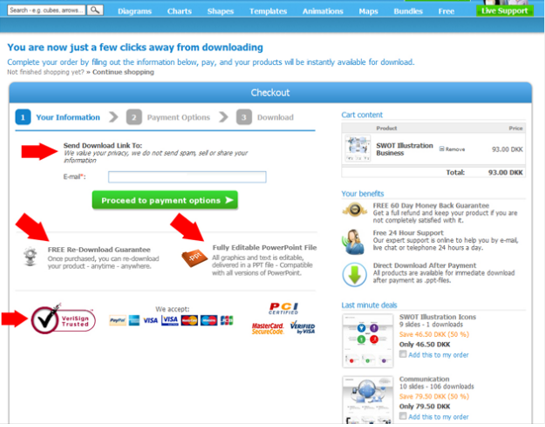 Search - e.g. cubes, arrows...
Diagrams Charts Shapes Templates Animations Maps Bundles Free Live Support
You are now just a few clicks away from downloading
Complete your order by filling out the information below, pay, and your products will be instantly available for download.
Not finished shopping yet? » Continue shopping
Checkout
1 Your Information 2 Payment Options 3 Download
Send Download Link To:
We value your privacy, we do not send spam, sell or share your
information
E-mail*:
Proceed to payment options
FREE Re-Download Guarantee
Once purchased, you can re-download
your product - anytime - anywhere.
.PPT
Fully Editable PowerPoint File
All graphics and text is editable,
delivered in a PPT file - Compatible
with all versions of PowerPoint.
VeriSign
Trusted
We accept:
PayPal VISA VISA
PCI
CERTIFIED
MasterCard.
SecureCode
VERIFIED
by VISA
Cart content
Product Price
SWOT Illustration
Business
Remove 93.00 DKK
Total: 93.00 DKK
Your benefits
FREE 60 Day Money Back Guarantee
Get a full refund and keep your product if you are
not completely satisfied with it.
Free 24 Hour Support
Our expert support is online to help you by e-mail,
live chat or telephone 24 hours a day.
Direct Download After Payment
All products are available for immediate download
after payment as .ppt-files.
Last minute deals
SWOT Illustration Icons
9 slides - 1 downloads
Save 46.50 DKK (50 %)
Only 46.50 DKK
Add this to my order
Communication
10 slides - 106 downloads
Save 79.50 DKK (50 %)
Only 79.50 DKK
Add this to my order